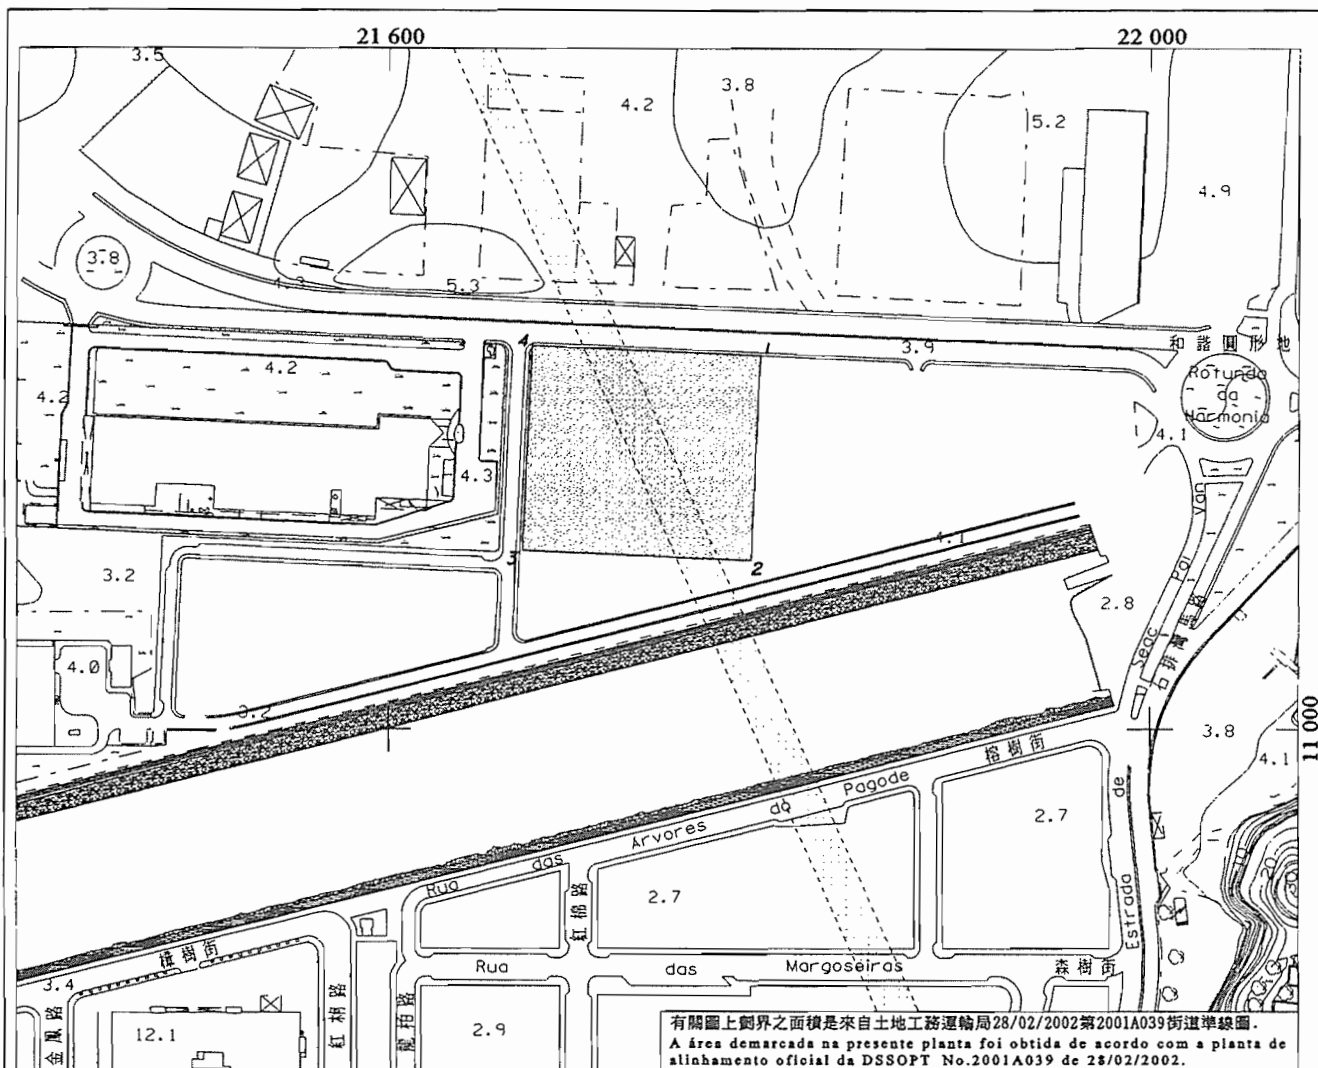 21 600
22 000
3.5
3.8
4.2
5.2
4.9
3.8
4.3
5.3
4
1
3.9
和諧圓形地
Rotunda
da
Harmonia
4.2
4.2
4.1
4.3
Estrada de Seac Pai Van
石排灣馬路
4.1
3
2
3.2
2.8
4.0
3.2
3.8
4.1
11 000
榕樹街
Rua das Arvores do Pagode
2.7
2.7
紅棉路
樟樹街
Rua das Margoseiras
森樹街
3.4
金鳳路
12.1
龍柏路
2.9
有關圖上劃界之面積是來自土地工務運輸局28/02/2002第2001A039街道準線圖.
A área demarcada na presente planta foi obtida de acordo com a planta de
alinhamento oficial da DSSOPT No.2001A039 de 28/02/2002.